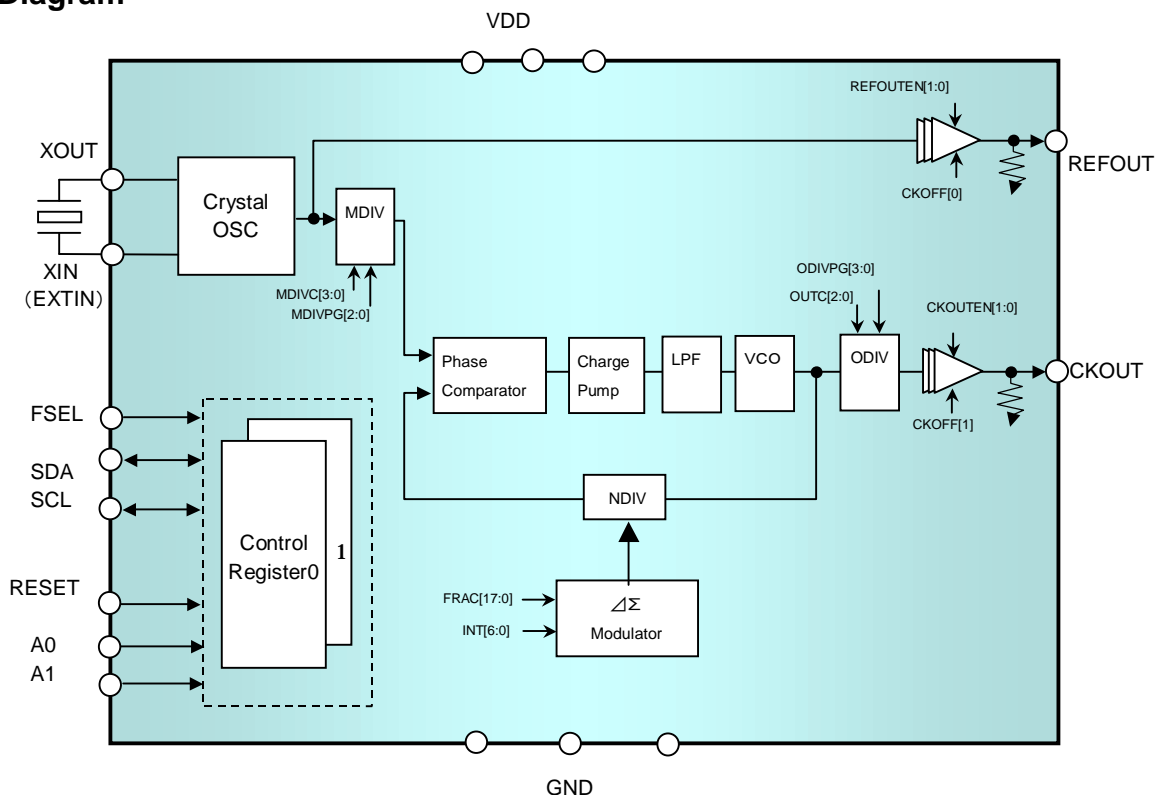 Diagram
VDD
REFOUTEN[1:0]
XOUT
REFOUT
Crystal
OSC
MDIV
CKOFF[0]
XIN
(EXTIN)
MDIVC[3:0]
MDIVPG[2:0]
ODIVPG[3:0]
OUTC[2:0]
CKOUTEN[1:0]
Phase
Comparator
Charge
Pump
LPF
VCO
ODIV
CKOUT
CKOFF[1]
FSEL
SDA
SCL
NDIV
Control
Register0
1
RESET
FRAC[17:0]
INT[6:0]
⊿Σ
Modulator
A0
A1
GND